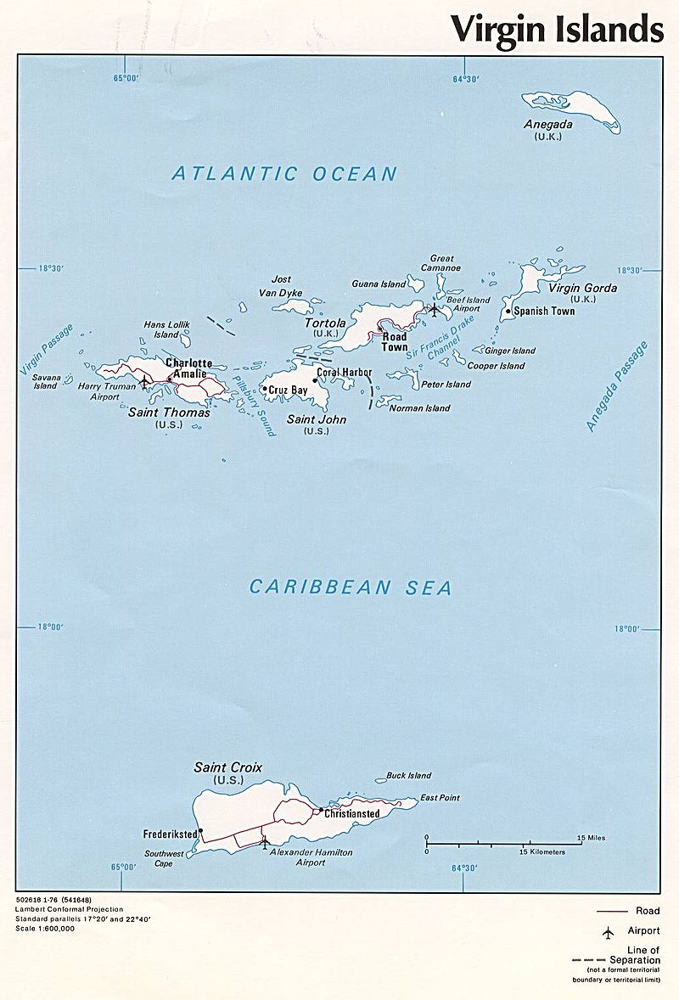 Virgin Islands
65°00'
64°30'
Anegada
(U.K.)
ATLANTIC OCEAN
18°30'
18°30'
Great
Camanoe
Jost
Van Dyke
Guana Island
Virgin Gorda
(U.K.)
Beef Island
Airport
Spanish Town
Hans Lollik
Island
Tortola
(U.K.)
Road
Town
Sir Francis Drake
Channel
Virgin Passage
Ginger Island
Cooper Island
Anegada Passage
Charlotte
Amalie
Savana
Island
Harry Truman
Airport
Pillsbury Sound
Coral Harbor
Cruz Bay
Peter Island
Norman Island
Saint Thomas
(U.S.)
Saint John
(U.S.)
CARIBBEAN SEA
18°00'
18°00'
Saint Croix
(U.S.)
Buck Island
East Point
Christiansted
Frederiksted
Southwest
Cape
Alexander Hamilton
Airport
0 15 Miles
0 15 Kilometers
65°00'
64°30'
502618 1-76 (541648)
Lambert Conformal Projection
Standard parallels 17°20' and 22°40'
Scale 1:600,000
Road
Airport
Line of
Separation
(not a formal territorial
boundary or territorial limit)